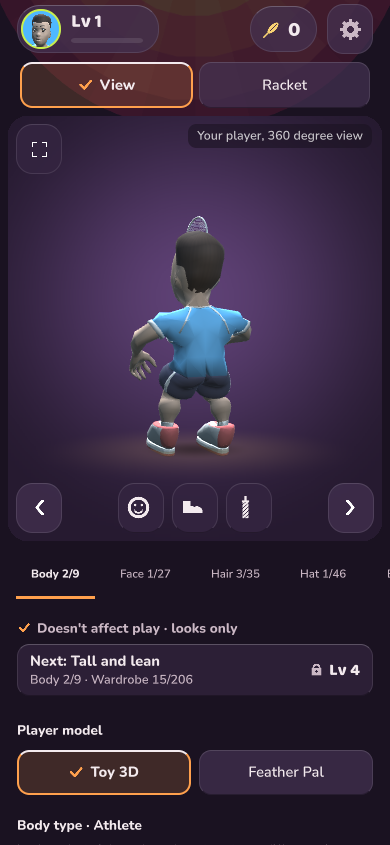 Lv 1
0
View
Racket
Your player, 360 degree view
Body 2/9
Face 1/27
Hair 3/35
Hat 1/46
Doesn't affect play · looks only
Next: Tall and lean
Lv 4
Body 2/9 · Wardrobe 15/206
Player model
Toy 3D
Feather Pal
Body type · Athlete